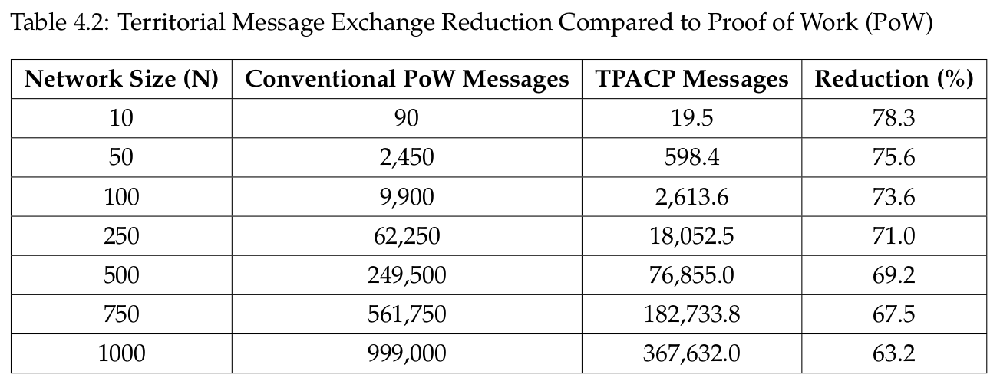 Table 4.2: Territorial Message Exchange Reduction Compared to Proof of Work (PoW)
Network Size (N) Conventional PoW Messages TPACP Messages Reduction (%)
10 90 19.5 78.3
50 2,450 598.4 75.6
100 9,900 2,613.6 73.6
250 62,250 18,052.5 71.0
500 249,500 76,855.0 69.2
750 561,750 182,733.8 67.5
1000 999,000 367,632.0 63.2